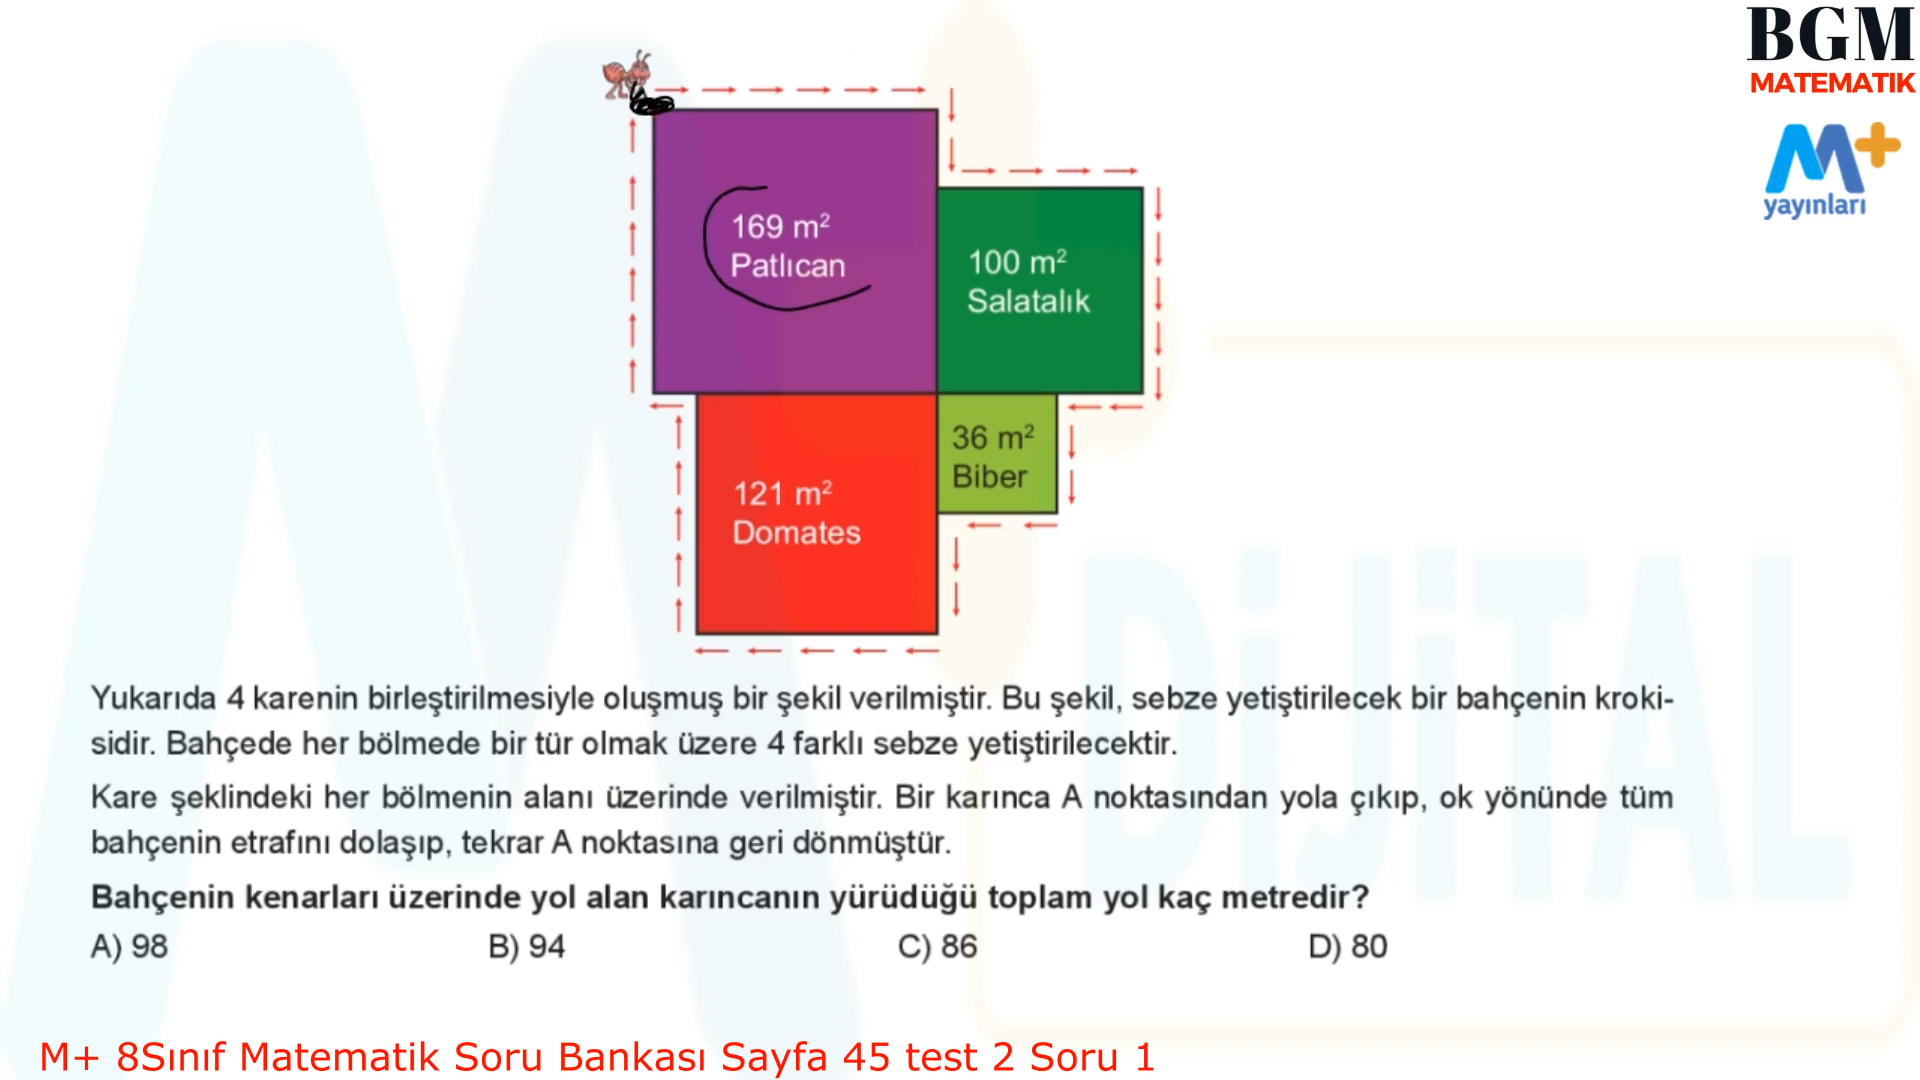 BGM
MATEMATIK
M+
yayınları
169 m²
Patlıcan
100 m²
Salatalık
36 m²
Biber
121 m²
Domates
DİJİTAL
Yukarıda 4 karenin birleştirilmesiyle oluşmuş bir şekil verilmiştir. Bu şekil, sebze yetiştirilecek bir bahçenin kroki-
sidir. Bahçede her bölmede bir tür olmak üzere 4 farklı sebze yetiştirilecektir.
Kare şeklindeki her bölmenin alanı üzerinde verilmiştir. Bir karınca A noktasından yola çıkıp, ok yönünde tüm
bahçenin etrafını dolaşıp, tekrar A noktasına geri dönmüştür.
Bahçenin kenarları üzerinde yol alan karıncanın yürüdüğü toplam yol kaç metredir?
A) 98 B) 94 C) 86 D) 80
M+ 8Sınıf Matematik Soru Bankası Sayfa 45 test 2 Soru 1